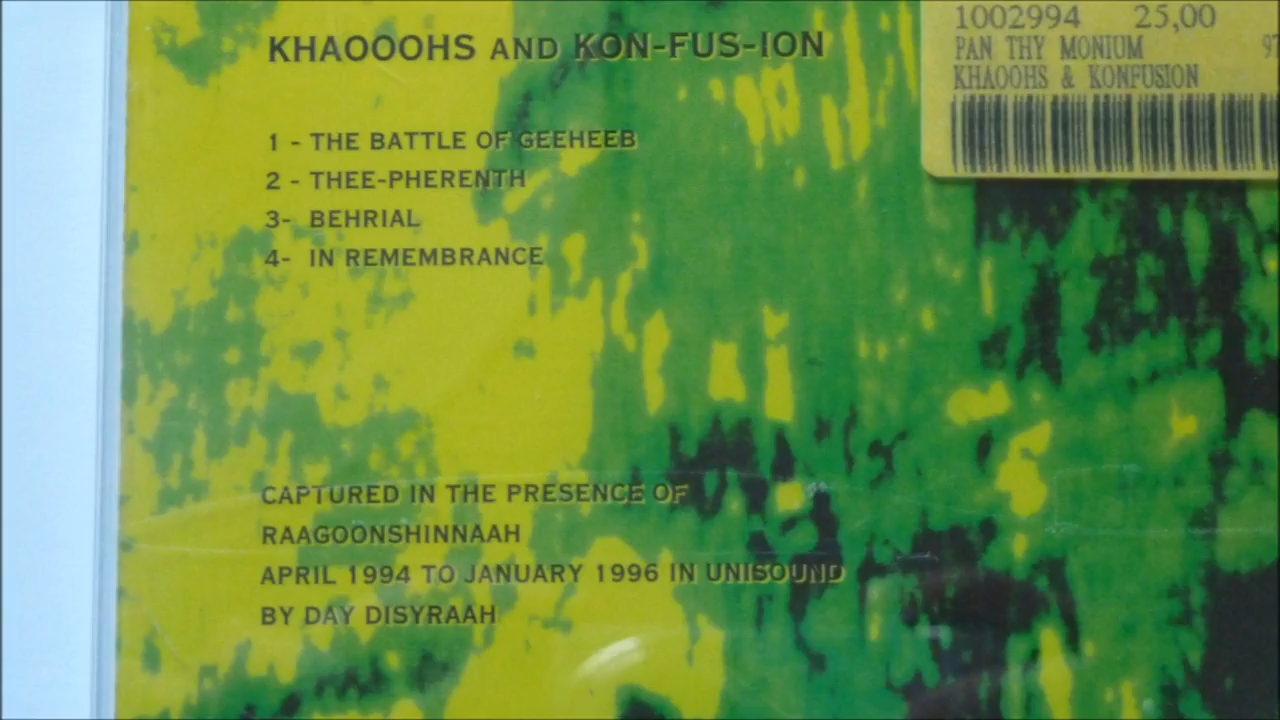 KHAOOOHS AND KON-FUS-ION
1002994 25,00
PAN THY MONIUM
KHAOOHS & KONFUSION
1 - THE BATTLE OF GEEHEEB
2 - THEE-PHERENTH
3- BEHRIAL
4- IN REMEMBRANCE
CAPTURED IN THE PRESENCE OF
RAAGOONSHINNAAH
APRIL 1994 TO JANUARY 1996 IN UNISOUND
BY DAY DISYRAAH